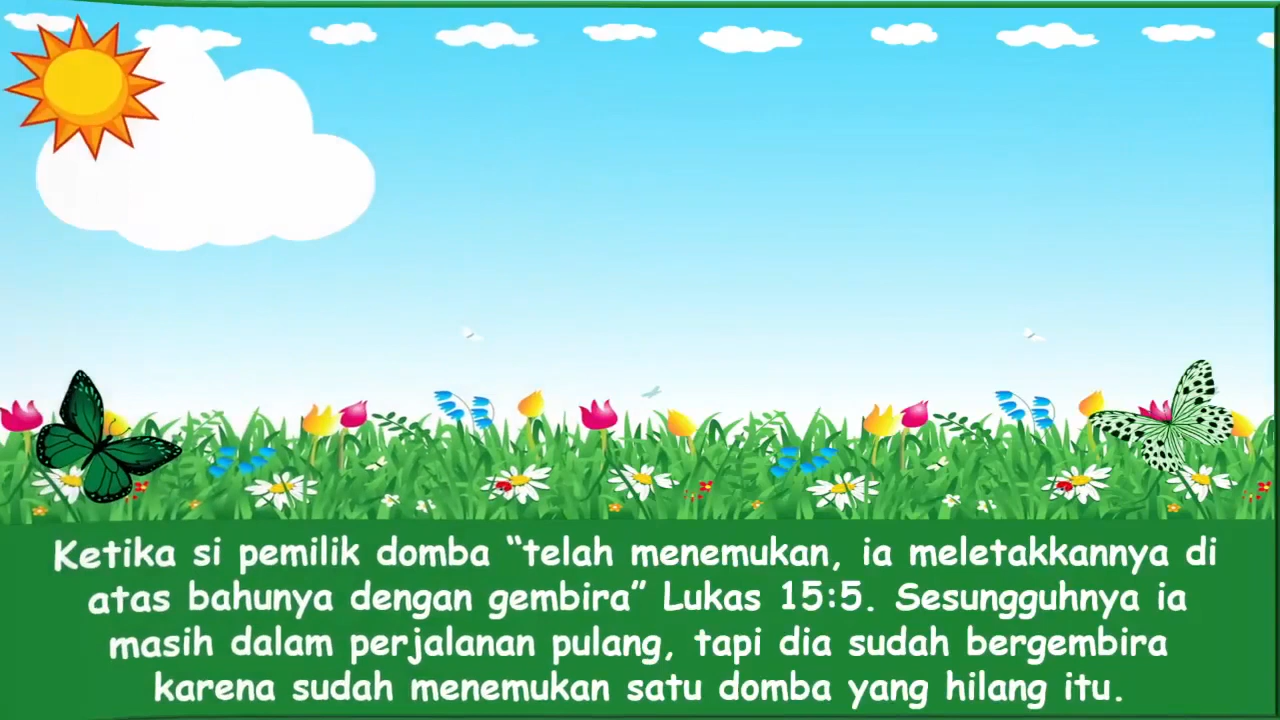 Ketika si pemilik domba “telah menemukan, ia meletakkannya di
atas bahunya dengan gembira” Lukas 15:5. Sesungguhnya ia
masih dalam perjalanan pulang, tapi dia sudah bergembira
karena sudah menemukan satu domba yang hilang itu.